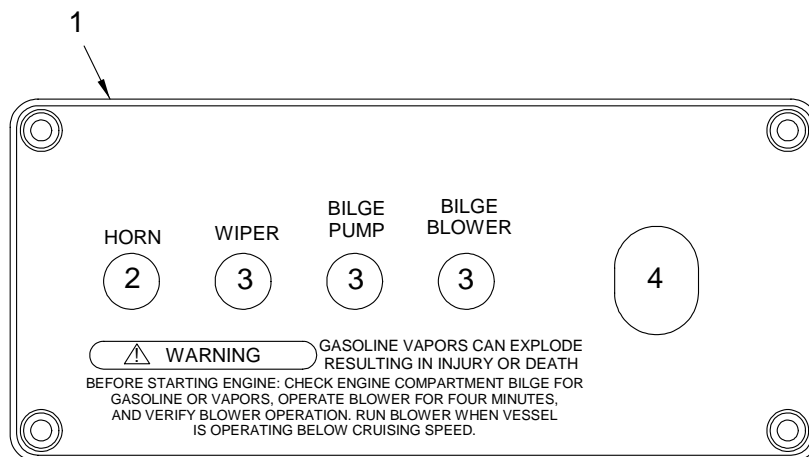 1
BILGE
PUMP
BILGE
BLOWER
HORN
WIPER
2
3
3
3
4
⚠ WARNING
GASOLINE VAPORS CAN EXPLODE
RESULTING IN INJURY OR DEATH
BEFORE STARTING ENGINE: CHECK ENGINE COMPARTMENT BILGE FOR
GASOLINE OR VAPORS, OPERATE BLOWER FOR FOUR MINUTES,
AND VERIFY BLOWER OPERATION. RUN BLOWER WHEN VESSEL
IS OPERATING BELOW CRUISING SPEED.